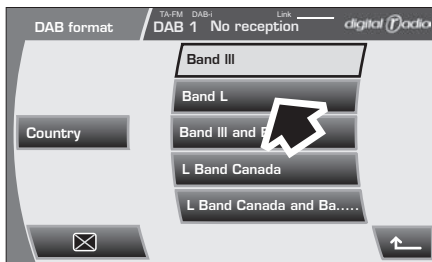 TA-FM DAB-i Link
DAB format DAB 1 No reception digital radio
Band III
Band L
Country Band III and
L Band Canada
L Band Canada and Ba.....